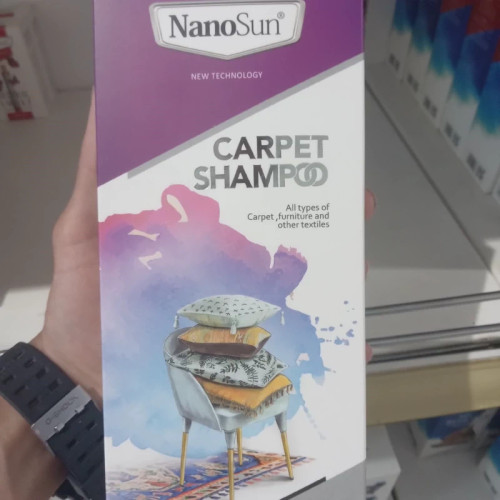 NanoSun®
NEW TECHNOLOGY
CARPET
SHAMPOO
All types of
Carpet ,furniture and
other textiles